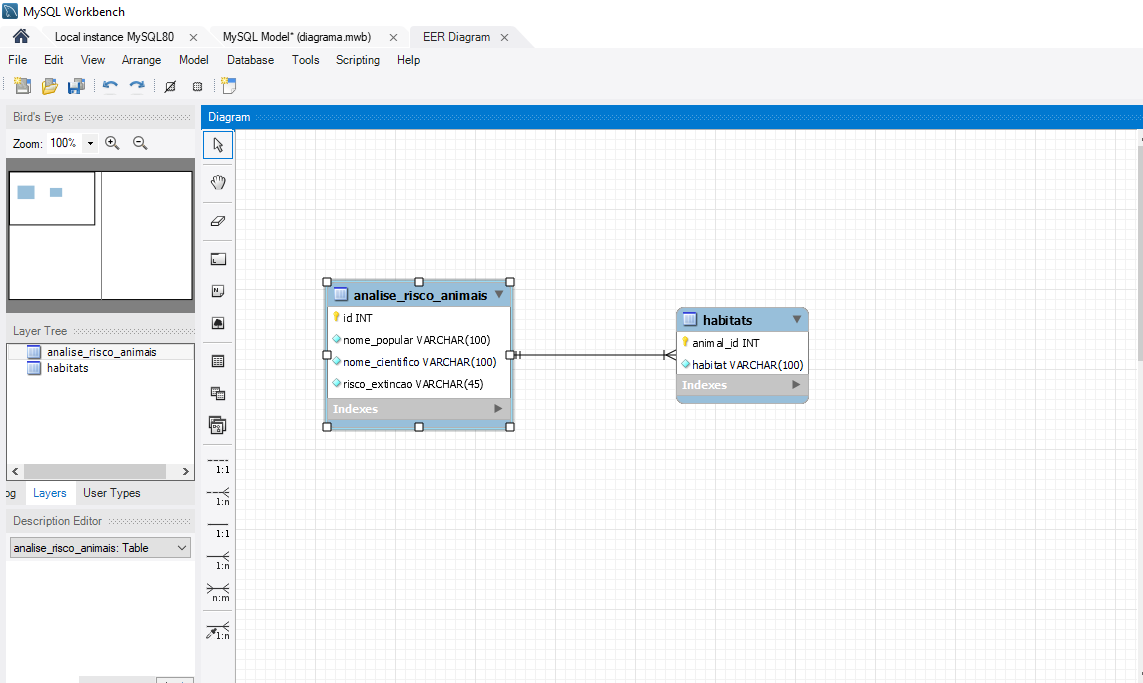 MySQL Workbench
Local instance MySQL80
MySQL Model* (diagrama.mwb)
EER Diagram
File Edit View Arrange Model Database Tools Scripting Help
Bird's Eye
Zoom: 100%
Diagram
analise_risco_animais
id INT
nome_popular VARCHAR(100)
nome_cientifico VARCHAR(100)
risco_extincao VARCHAR(45)
Indexes
habitats
animal_id INT
habitat VARCHAR(100)
Indexes
Layer Tree
analise_risco_animais
habitats
og Layers User Types
Description Editor
analise_risco_animais: Table
1:1
1:n
1:1
1:n
n:m
1:n